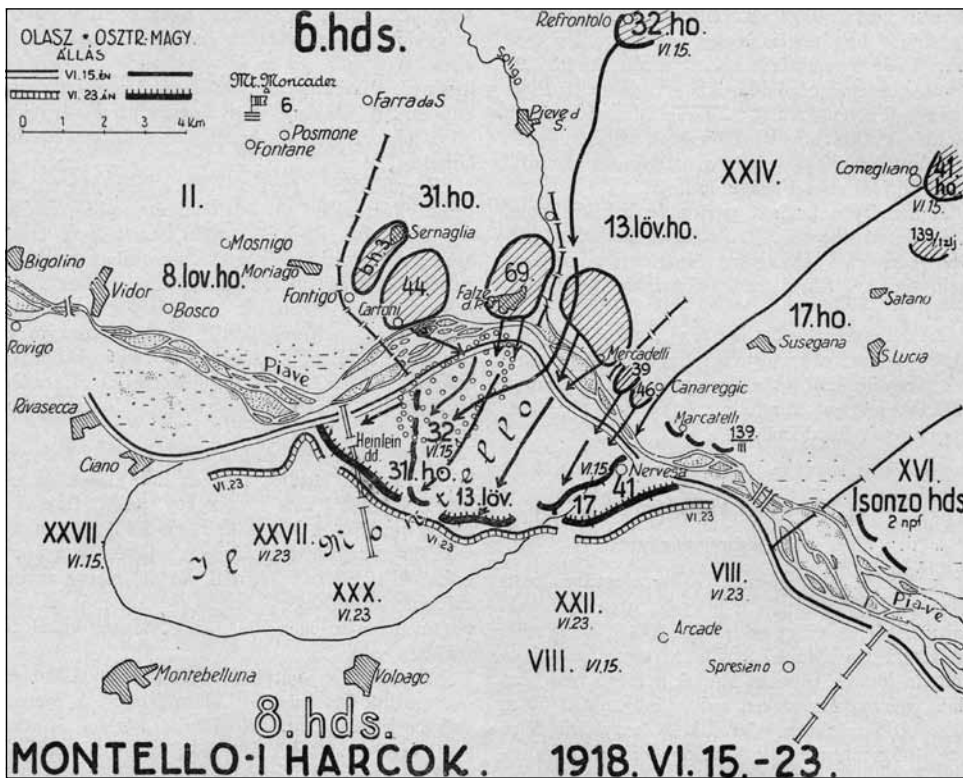 OLASZ • OSZTR.-MAGY.
ÁLLÁS
VI.15.ÉN
VI.23.ÁN
0 1 2 3 4 Km
6.hds.
Refrontolo
32.ho.
VI.15.
Mt. Moncader
6.
Farra da S
Posmone
Fontane
Soligo
Pieve d
S
Conegliano
41
ho.
VI.15.
139/I.zlj.
II.
31.ho.
XXIV.
13.löv.ho.
Sernaglia
b.h.3.
Mosnigo
Moriago
Bigolino
Vidor
8.lov.ho.
Bosco
Fontigo
44.
69.
Falzè
d.P.
Carfoni
17.ho.
Satano
Susegana
S.Lucia
Rovigo
Piave
Mercadelli
39
469
Canareggic
Marcatelli
139
III
Rivasecca
Ciano
VI.23
Heinlein
dd.
32
VI.15
31.ho.
13.löv.
VI.15
Nervesa
17
41
VI.23
VI.23
XVI.
Isonzo hds
2 npf
XXVII
VI.15.
XXVII.
VI.23
Il Montello
XXX.
VI.23
XXII.
VI.23
VIII.
VI.23
Piave
VIII. VI.15.
Arcade
Spresiano
Montebelluna
Volpago
8.hds.
MONTELLO-I HARCOK. 1918.VI.15.-23.